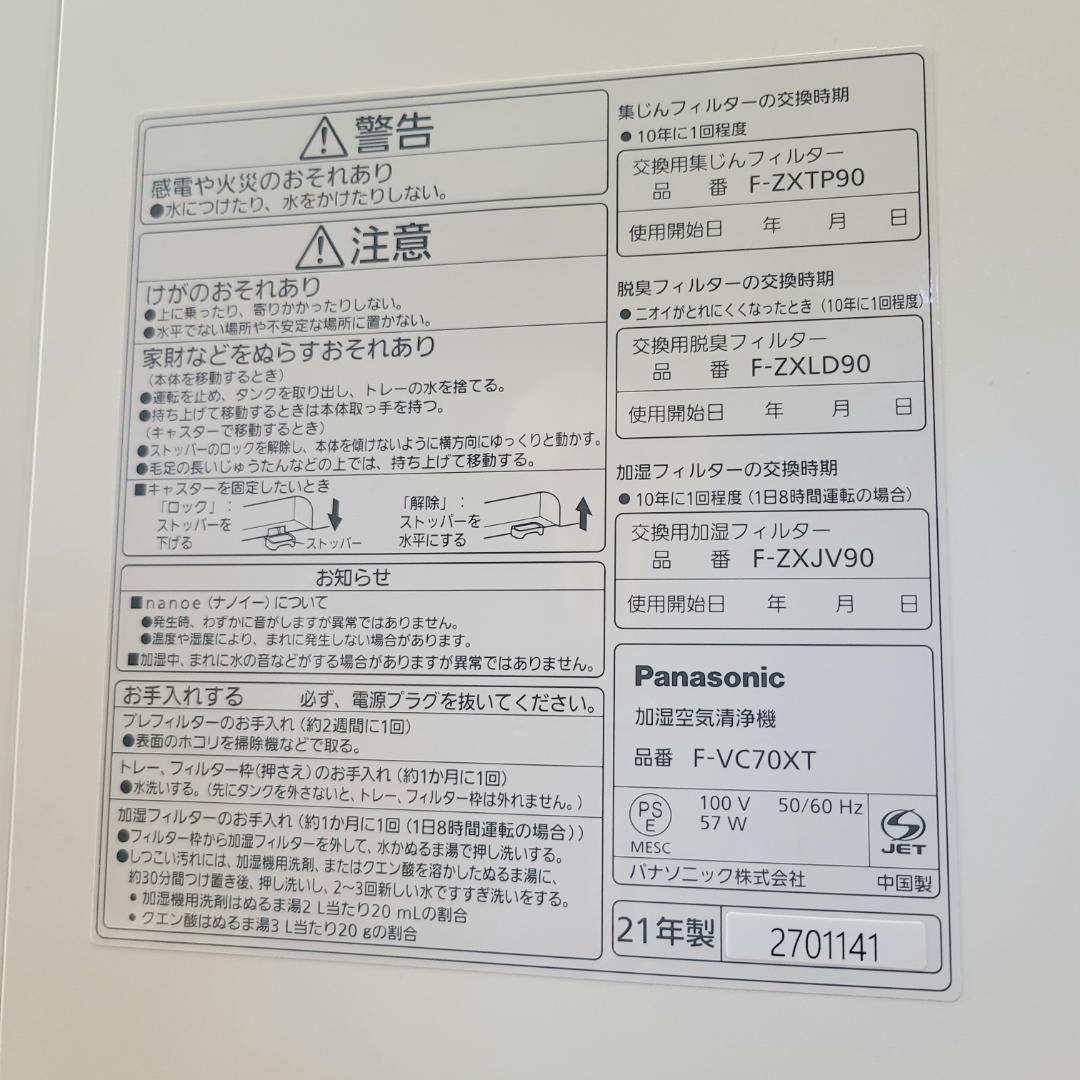 警告
感電や火災のおそれあり
●水につけたり、水をかけたりしない。
注意
けがのおそれあり
●上に乗ったり、寄りかかったりしない。
●水平でない場所や不安定な場所に置かない。
家財などをぬらすおそれあり
(本体を移動するとき)
●運転を止め、タンクを取り出し、トレーの水を捨てる。
●持ち上げて移動するときは本体取っ手を持つ。
(キャスターで移動するとき)
●ストッパーのロックを解除し、本体を傾けないように横方向にゆっくりと動かす。
●毛足の長いじゅうたんなどの上では、持ち上げて移動する。
■キャスターを固定したいとき
「ロック」:
ストッパーを
下げる
ストッパー
「解除」:
ストッパーを
水平にする
お知らせ
■nanoe(ナノイー)について
●発生時、わずかに音がしますが異常ではありません。
●温度や湿度により、まれに発生しない場合があります。
■加湿中、まれに水の音などがする場合がありますが異常ではありません。
お手入れする 必ず、電源プラグを抜いてください。
プレフィルターのお手入れ(約2週間に1回)
●表面のホコリを掃除機などで取る。
トレー、フィルター枠(押さえ)のお手入れ(約1か月に1回)
●水洗いする。(先にタンクを外さないと、トレー、フィルター枠は外れません。)
加湿フィルターのお手入れ(約1か月に1回(1日8時間運転の場合))
●フィルター枠から加湿フィルターを外して、水かぬるま湯で押し洗いする。
●しつこい汚れには、加湿機用洗剤、またはクエン酸を溶かしたぬるま湯に、
約30分間つけ置き後、押し洗いし、2~3回新しい水ですすぎ洗いをする。
・加湿機用洗剤はぬるま湯2 L当たり20 mLの割合
・クエン酸はぬるま湯3 L当たり20 gの割合
集じんフィルターの交換時期
●10年に1回程度
交換用集じんフィルター
品 番 F-ZXTP90
使用開始日 年 月 日
脱臭フィルターの交換時期
●ニオイがとれにくくなったとき(10年に1回程度)
交換用脱臭フィルター
品 番 F-ZXLD90
使用開始日 年 月 日
加湿フィルターの交換時期
●10年に1回程度(1日8時間運転の場合)
交換用加湿フィルター
品 番 F-ZXJV90
使用開始日 年 月 日
Panasonic
加湿空気清浄機
品番 F-VC70XT
PS
E
MESC
100 V 50/60 Hz
57 W
JET
パナソニック株式会社 中国製
21年製 2701141